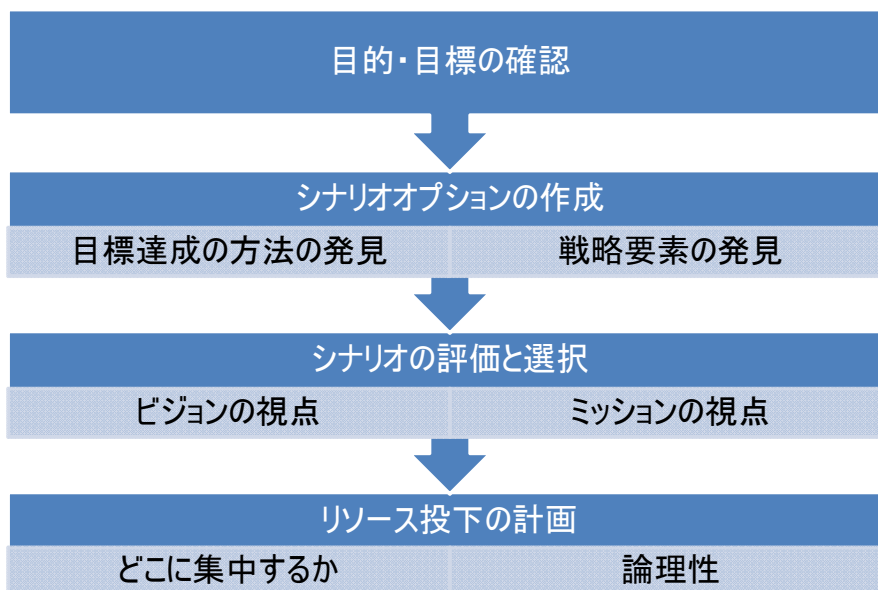 目的・目標の確認
シナリオオプションの作成
目標達成の方法の発見 戦略要素の発見
シナリオの評価と選択
ビジョンの視点 ミッションの視点
リソース投下の計画
どこに集中するか 論理性